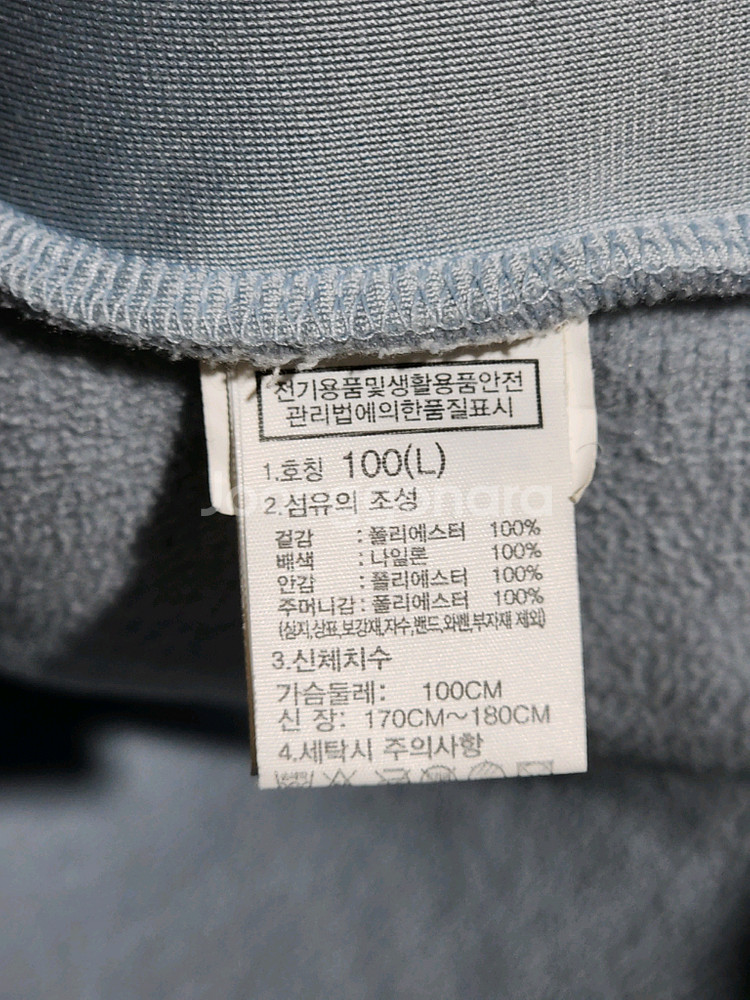 전기용품및생활용품안전
관리법에의한품질표시
1.호칭 100(L)
2.섬유의 조성
겉감 : 폴리에스터 100%
배색 : 나일론 100%
안감 : 폴리에스터 100%
주머니감 : 폴리에스터 100%
(심지,상표,보강재,자수,밴드,와펜,부자재 제외)
3.신체치수
가슴둘레: 100CM
신 장: 170CM~180CM
4.세탁시 주의사항
Joonggonara